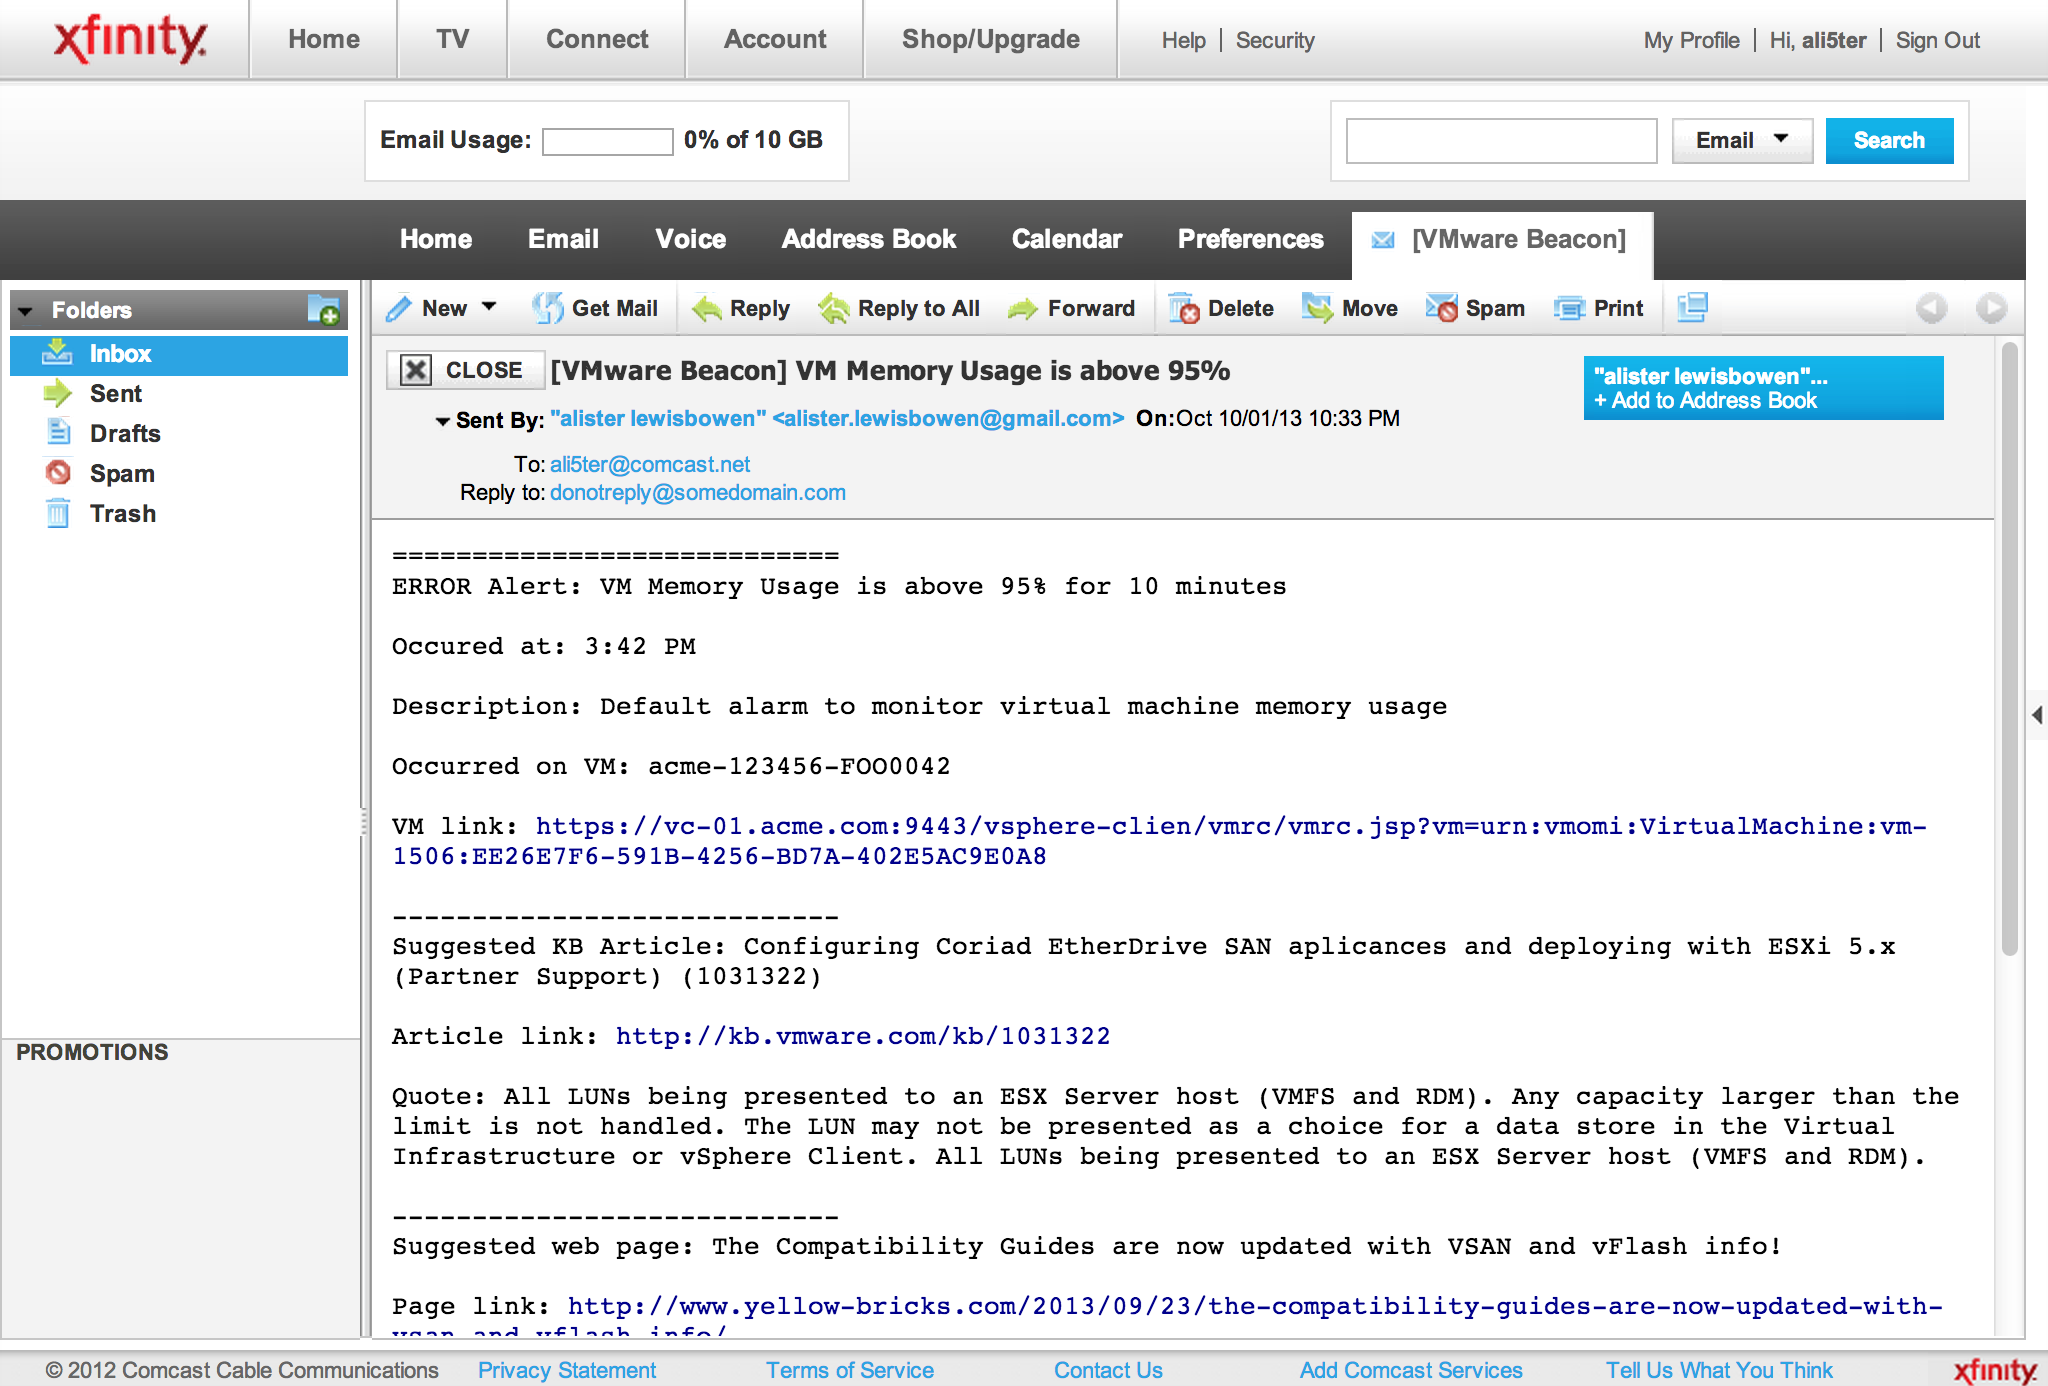 xfinity.
Home
TV
Connect
Account
Shop/Upgrade
Help | Security
My Profile | Hi, ali5ter | Sign Out
Email Usage: 0% of 10 GB
Email
Search
Home
Email
Voice
Address Book
Calendar
Preferences
[VMware Beacon]
Folders
Inbox
Sent
Drafts
Spam
Trash
PROMOTIONS
New
Get Mail
Reply
Reply to All
Forward
Delete
Move
Spam
Print
CLOSE
[VMware Beacon] VM Memory Usage is above 95%
"alister lewisbowen"...
+ Add to Address Book
Sent By: "alister lewisbowen" <alister.lewisbowen@gmail.com> On:Oct 10/01/13 10:33 PM
To: ali5ter@comcast.net
Reply to: donotreply@somedomain.com
============================
ERROR Alert: VM Memory Usage is above 95% for 10 minutes
Occured at: 3:42 PM
Description: Default alarm to monitor virtual machine memory usage
Occurred on VM: acme-123456-FOO0042
VM link: https://vc-01.acme.com:9443/vsphere-clien/vmrc/vmrc.jsp?vm=urn:vmomi:VirtualMachine:vm-
1506:EE26E7F6-591B-4256-BD7A-402E5AC9E0A8
----------------------------
Suggested KB Article: Configuring Coriad EtherDrive SAN aplicances and deploying with ESXi 5.x
(Partner Support) (1031322)
Article link: http://kb.vmware.com/kb/1031322
Quote: All LUNs being presented to an ESX Server host (VMFS and RDM). Any capacity larger than the
limit is not handled. The LUN may not be presented as a choice for a data store in the Virtual
Infrastructure or vSphere Client. All LUNs being presented to an ESX Server host (VMFS and RDM).
----------------------------
Suggested web page: The Compatibility Guides are now updated with VSAN and vFlash info!
Page link: http://www.yellow-bricks.com/2013/09/23/the-compatibility-guides-are-now-updated-with-
vsan-and-vflash-info/
© 2012 Comcast Cable Communications
Privacy Statement
Terms of Service
Contact Us
Add Comcast Services
Tell Us What You Think
xfinity.